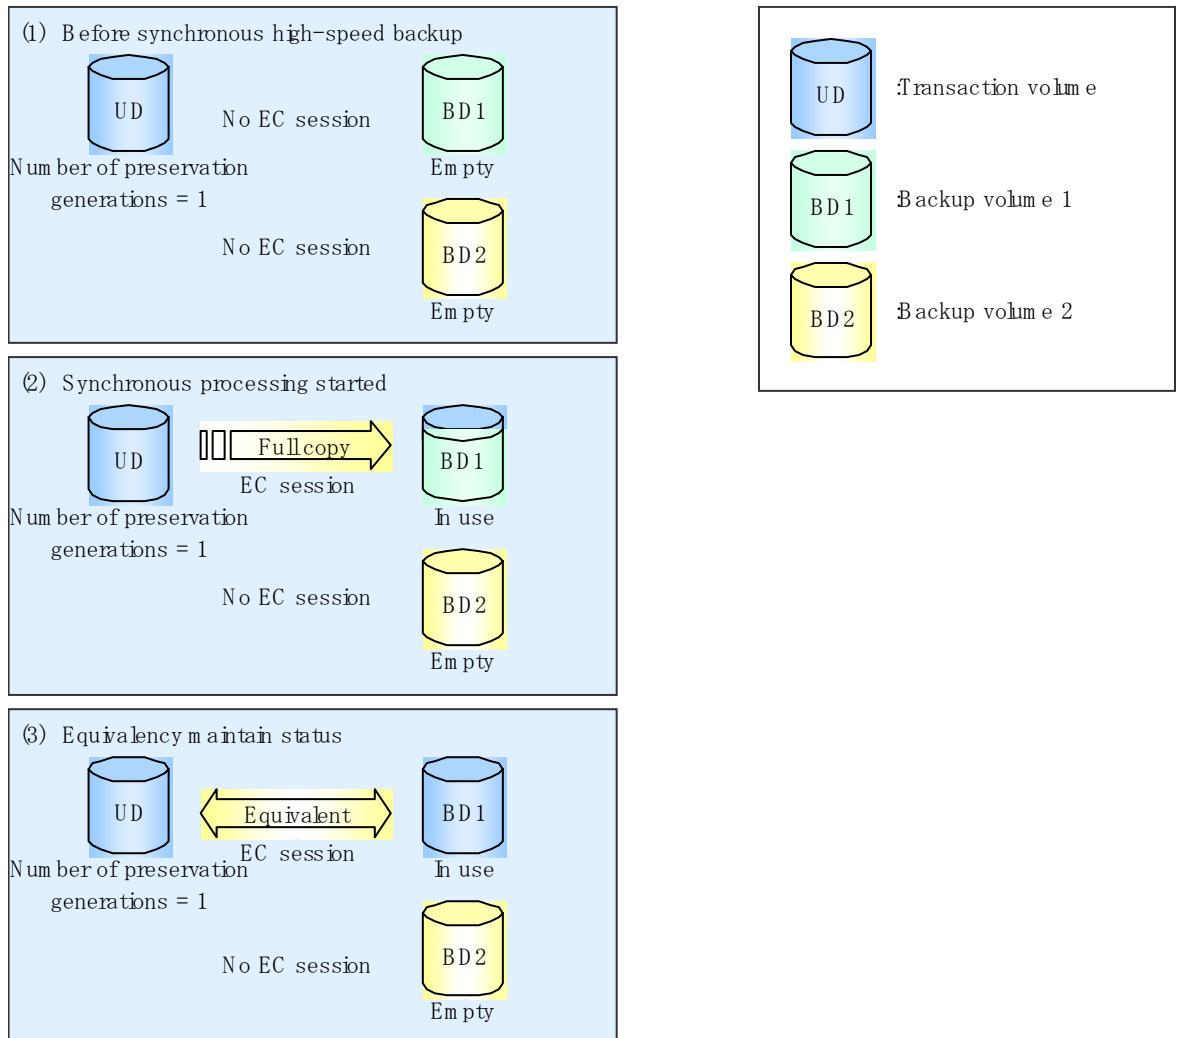 (1) Before synchronous high-speed backup
UD
No EC session
BD1
Number of preservation
generations = 1
Empty
No EC session
BD2
Empty
(2) Synchronous processing started
UD
Full copy
EC session
BD1
Number of preservation
generations = 1
In use
No EC session
BD2
Empty
(3) Equivalency maintain status
UD
Equivalent
EC session
BD1
Number of preservation
generations = 1
In use
No EC session
BD2
Empty
UD :Transaction volume
BD1 :Backup volume 1
BD2 :Backup volume 2